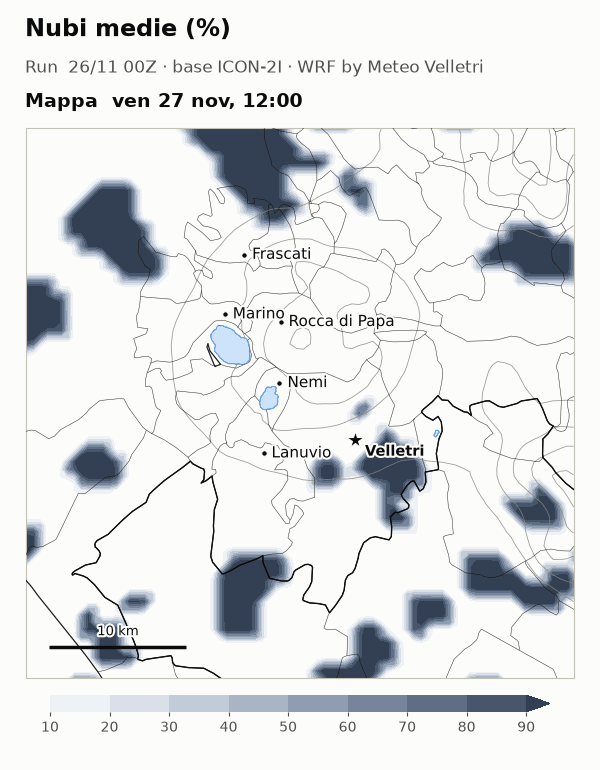 Nubi medie (%)
Run  26/11 00Z · base ICON-2I · WRF by Meteo Velletri
Mappa  ven 27 nov, 12:00
Frascati
Marino
Rocca di Papa
Nemi
Velletri
Lanuvio
10 km
10 20 30 40 50 60 70 80 90